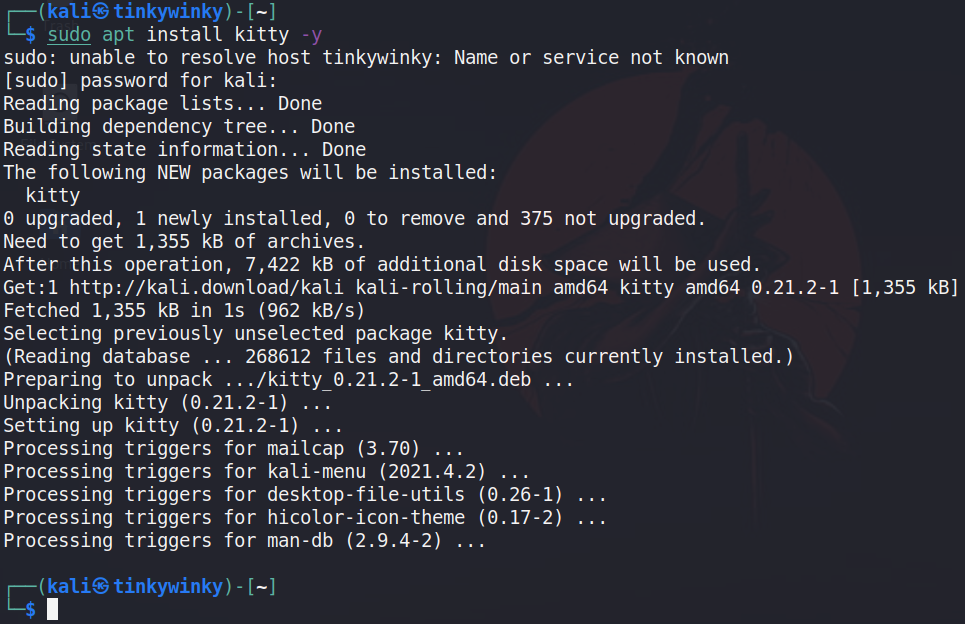 ┌──(kali㉿tinkywinky)-[~]
└─$ sudo apt install kitty -y
sudo: unable to resolve host tinkywinky: Name or service not known
[sudo] password for kali:
Reading package lists... Done
Building dependency tree... Done
Reading state information... Done
The following NEW packages will be installed:
  kitty
0 upgraded, 1 newly installed, 0 to remove and 375 not upgraded.
Need to get 1,355 kB of archives.
After this operation, 7,422 kB of additional disk space will be used.
Get:1 http://kali.download/kali kali-rolling/main amd64 kitty amd64 0.21.2-1 [1,355 kB]
Fetched 1,355 kB in 1s (962 kB/s)
Selecting previously unselected package kitty.
(Reading database ... 268612 files and directories currently installed.)
Preparing to unpack .../kitty_0.21.2-1_amd64.deb ...
Unpacking kitty (0.21.2-1) ...
Setting up kitty (0.21.2-1) ...
Processing triggers for mailcap (3.70) ...
Processing triggers for kali-menu (2021.4.2) ...
Processing triggers for desktop-file-utils (0.26-1) ...
Processing triggers for hicolor-icon-theme (0.17-2) ...
Processing triggers for man-db (2.9.4-2) ...
┌──(kali㉿tinkywinky)-[~]
└─$